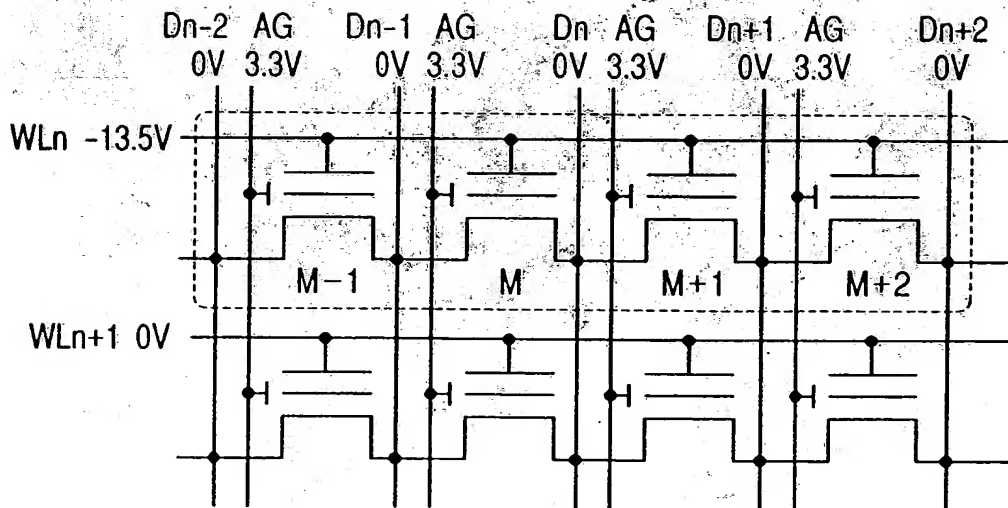 Dn-2 AG Dn-1 AG Dn AG Dn+1 AG Dn+2
0V 3.3V 0V 3.3V 0V 3.3V 0V 3.3V 0V
WLn -13.5V
M-1 M M+1 M+2
WLn+1 0V